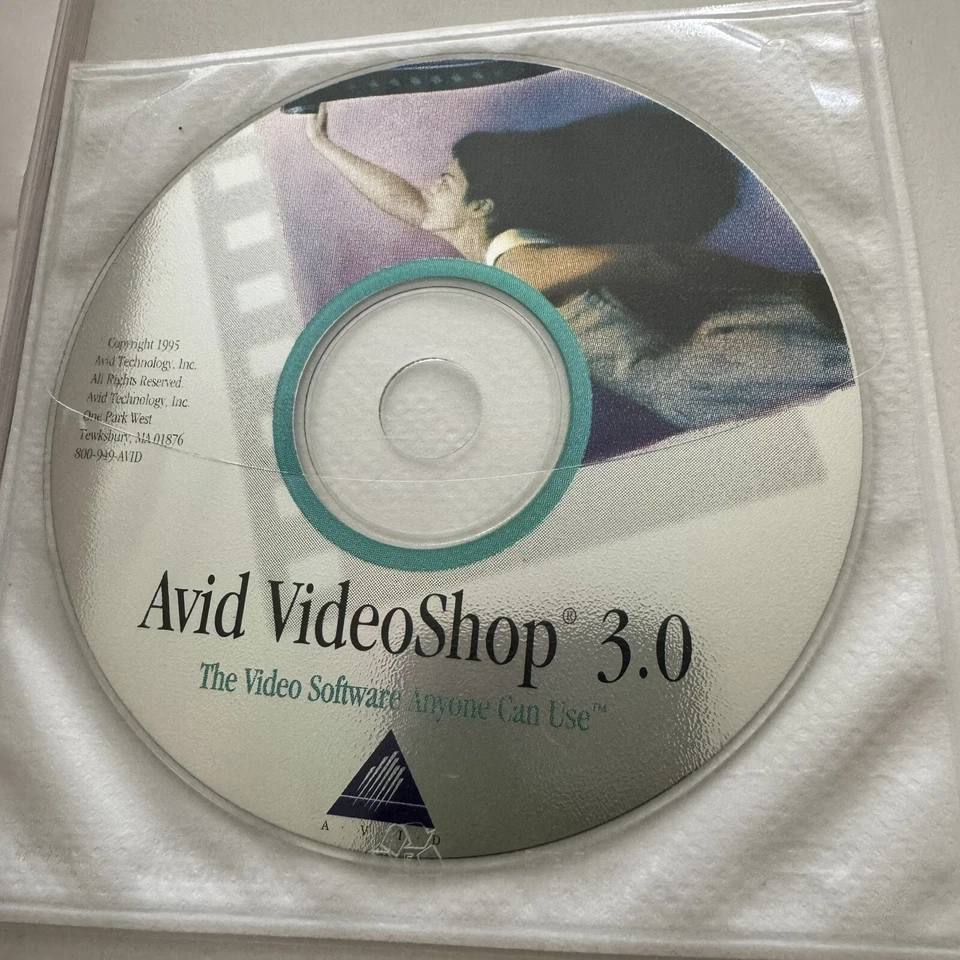 Copyright 1995
Avid Technology, Inc.
All Rights Reserved.
Avid Technology, Inc.
One Park West
Tewksbury, MA 01876
800-949-AVID
Avid VideoShop® 3.0
The Video Software Anyone Can Use™
AVID